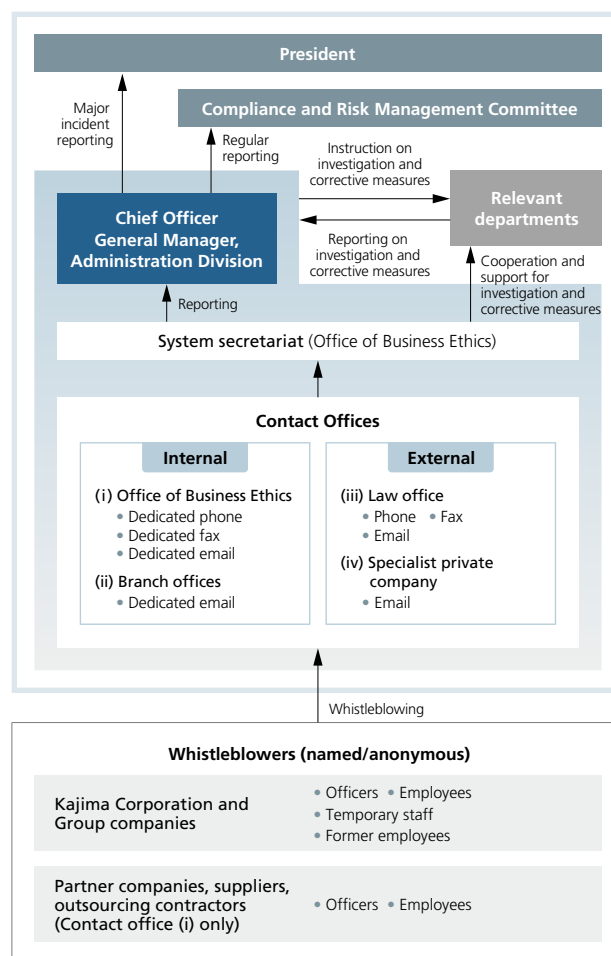 President
Major
incident
reporting
Compliance and Risk Management Committee
Regular
reporting
Instruction on
investigation and
corrective measures
Chief Officer
General Manager,
Administration Division
Relevant
departments
Reporting on
investigation and
corrective measures
Cooperation and
support for
investigation and
corrective measures
Reporting
System secretariat (Office of Business Ethics)
Contact Offices
Internal
(i) Office of Business Ethics
• Dedicated phone
• Dedicated fax
• Dedicated email
(ii) Branch offices
• Dedicated email
External
(iii) Law office
• Phone • Fax
• Email
(iv) Specialist private
company
• Email
Whistleblowing
Whistleblowers (named/anonymous)
Kajima Corporation and
Group companies
• Officers • Employees
• Temporary staff
• Former employees
Partner companies, suppliers,
outsourcing contractors
(Contact office (i) only)
• Officers • Employees